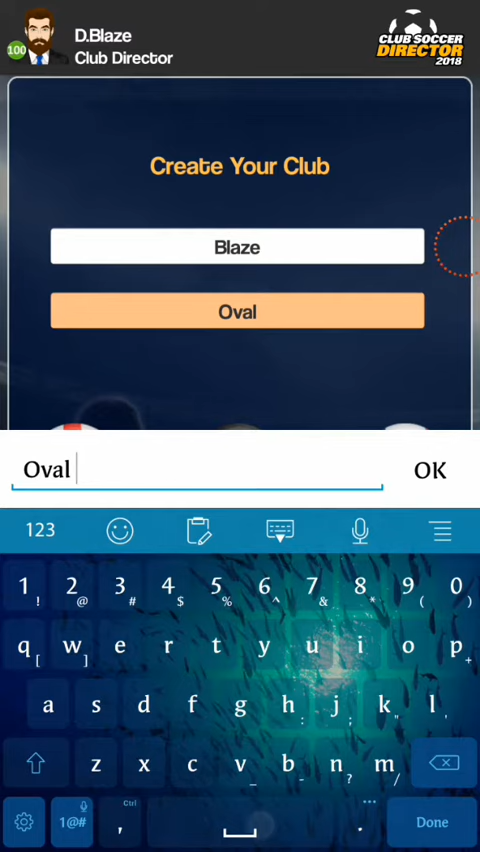 D.Blaze
100
Club Director
CLUB SOCCER
DIRECTOR
2018
Create Your Club
Blaze
Oval
Oval
OK
123
1 2 3 4 5 6 7 8 9 0
! @ # $ % ^ & * ( )
q w e r t y u i o p
[ ] +
a s d f g h j k l
: ; " '
z x c v b n m
_ - ? /
Ctrl
1@# , . Done